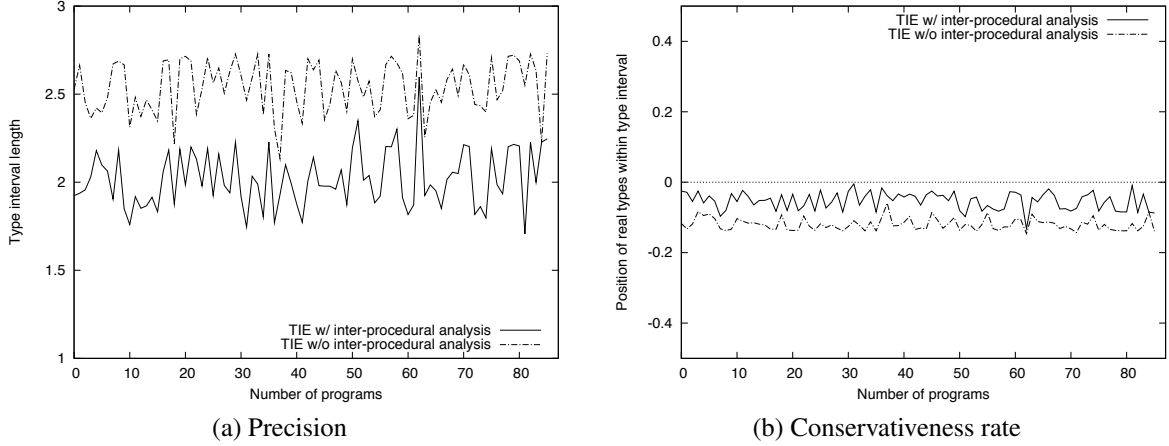 3
2.5
2
1.5
1
Type interval length
TIE w/ inter-procedural analysis
TIE w/o inter-procedural analysis
0 10 20 30 40 50 60 70 80
Number of programs
(a) Precision
TIE w/ inter-procedural analysis
TIE w/o inter-procedural analysis
0.4
0.2
0
-0.2
-0.4
Position of real types within type interval
0 10 20 30 40 50 60 70 80
Number of programs
(b) Conservativeness rate